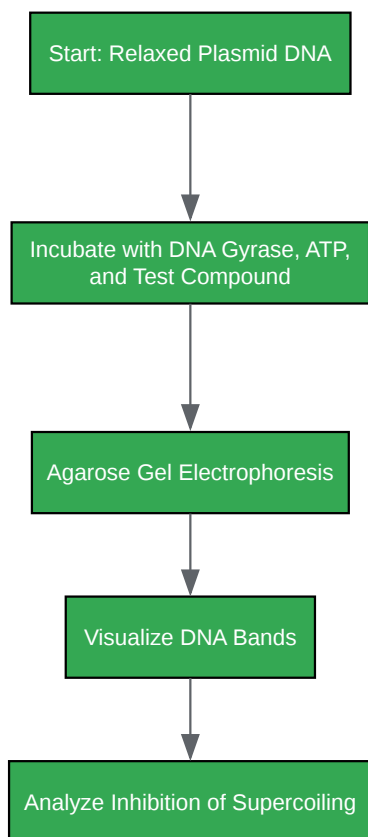 Start: Relaxed Plasmid DNA
Incubate with DNA Gyrase, ATP,
and Test Compound
Agarose Gel Electrophoresis
Visualize DNA Bands
Analyze Inhibition of Supercoiling